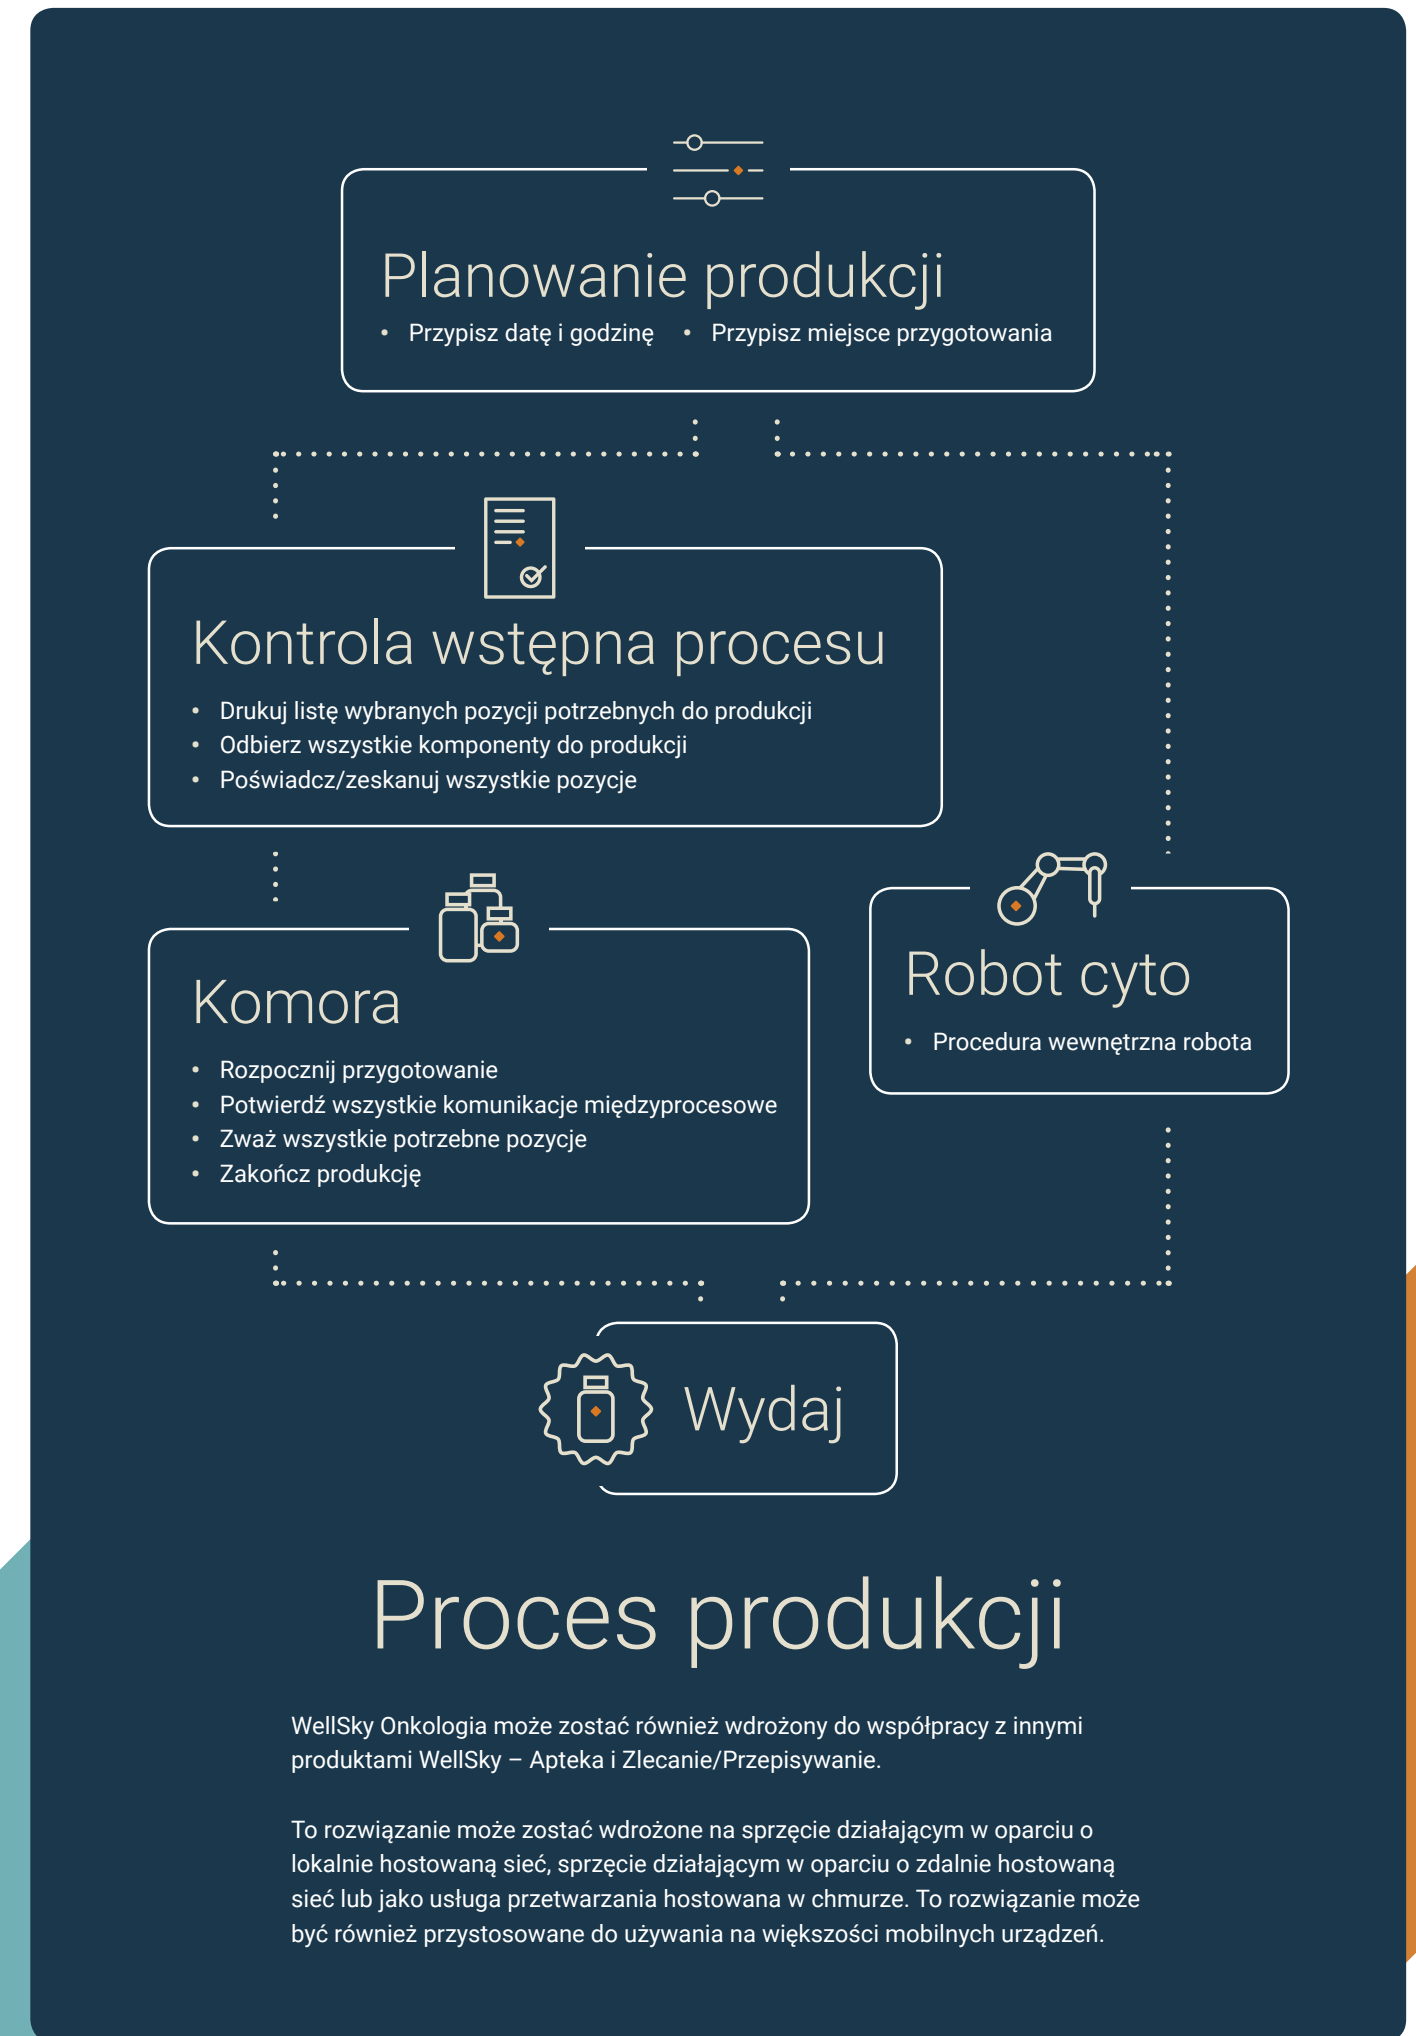 Planowanie produkcji
• Przypisz datę i godzinę • Przypisz miejsce przygotowania
Kontrola wstępna procesu
• Drukuj listę wybranych pozycji potrzebnych do produkcji
• Odbierz wszystkie komponenty do produkcji
• Poświadcz/zeskanuj wszystkie pozycje
Komora
• Rozpocznij przygotowanie
• Potwierdź wszystkie komunikacje międzyprocesowe
• Zważ wszystkie potrzebne pozycje
• Zakończ produkcję
Robot cyto
• Procedura wewnętrzna robota
Wydaj
Proces produkcji
WellSky Onkologia może zostać również wdrożony do współpracy z innymi
produktami WellSky – Apteka i Zlecanie/Przepisywanie.
To rozwiązanie może zostać wdrożone na sprzęcie działającym w oparciu o
lokalnie hostowaną sieć, sprzęcie działającym w oparciu o zdalnie hostowaną
sieć lub jako usługa przetwarzania hostowana w chmurze. To rozwiązanie może
być również przystosowane do używania na większości mobilnych urządzeń.